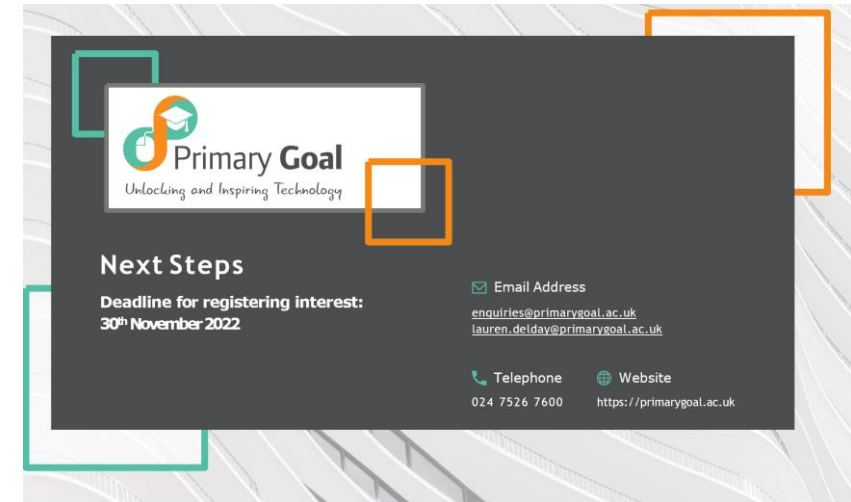 Primary Goal
Unlocking and Inspiring Technology
Next Steps
Deadline for registering interest:
30th November 2022
Email Address
enquiries@primarygoal.ac.uk
lauren.delday@primarygoal.ac.uk
Telephone
024 7526 7600
Website
https://primarygoal.ac.uk